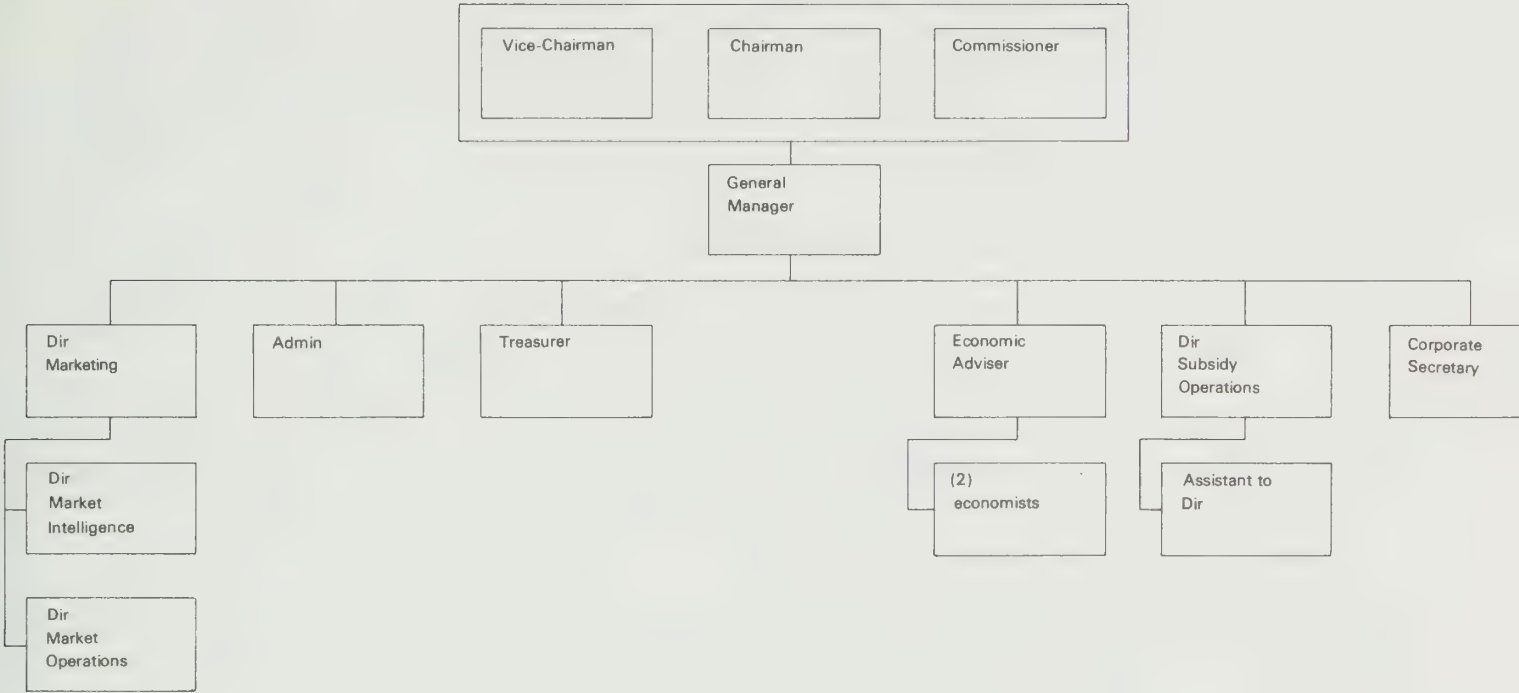 Vice-Chairman
Chairman
Commissioner
General
Manager
Dir
Marketing
Admin
Treasurer
Economic
Adviser
Dir
Subsidy
Operations
Corporate
Secretary
Dir
Market
Intelligence
(2)
economists
Assistant to
Dir
Dir
Market
Operations